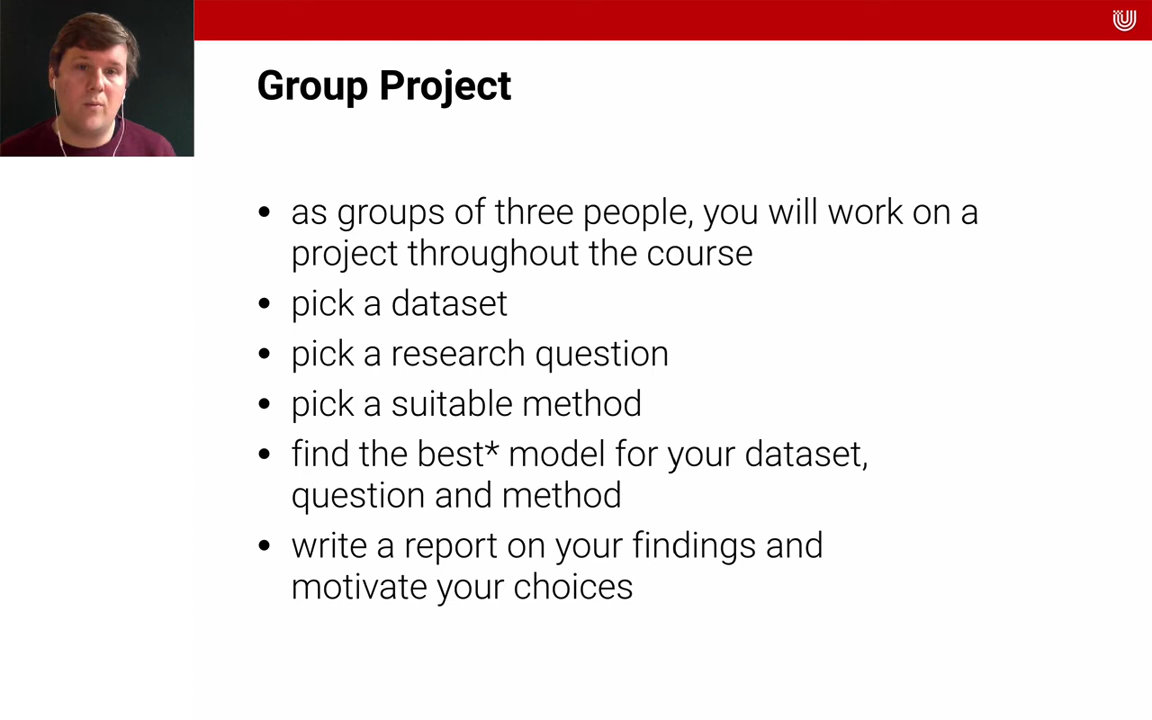 Group Project
• as groups of three people, you will work on a
project throughout the course
• pick a dataset
• pick a research question
• pick a suitable method
• find the best* model for your dataset,
question and method
• write a report on your findings and
motivate your choices